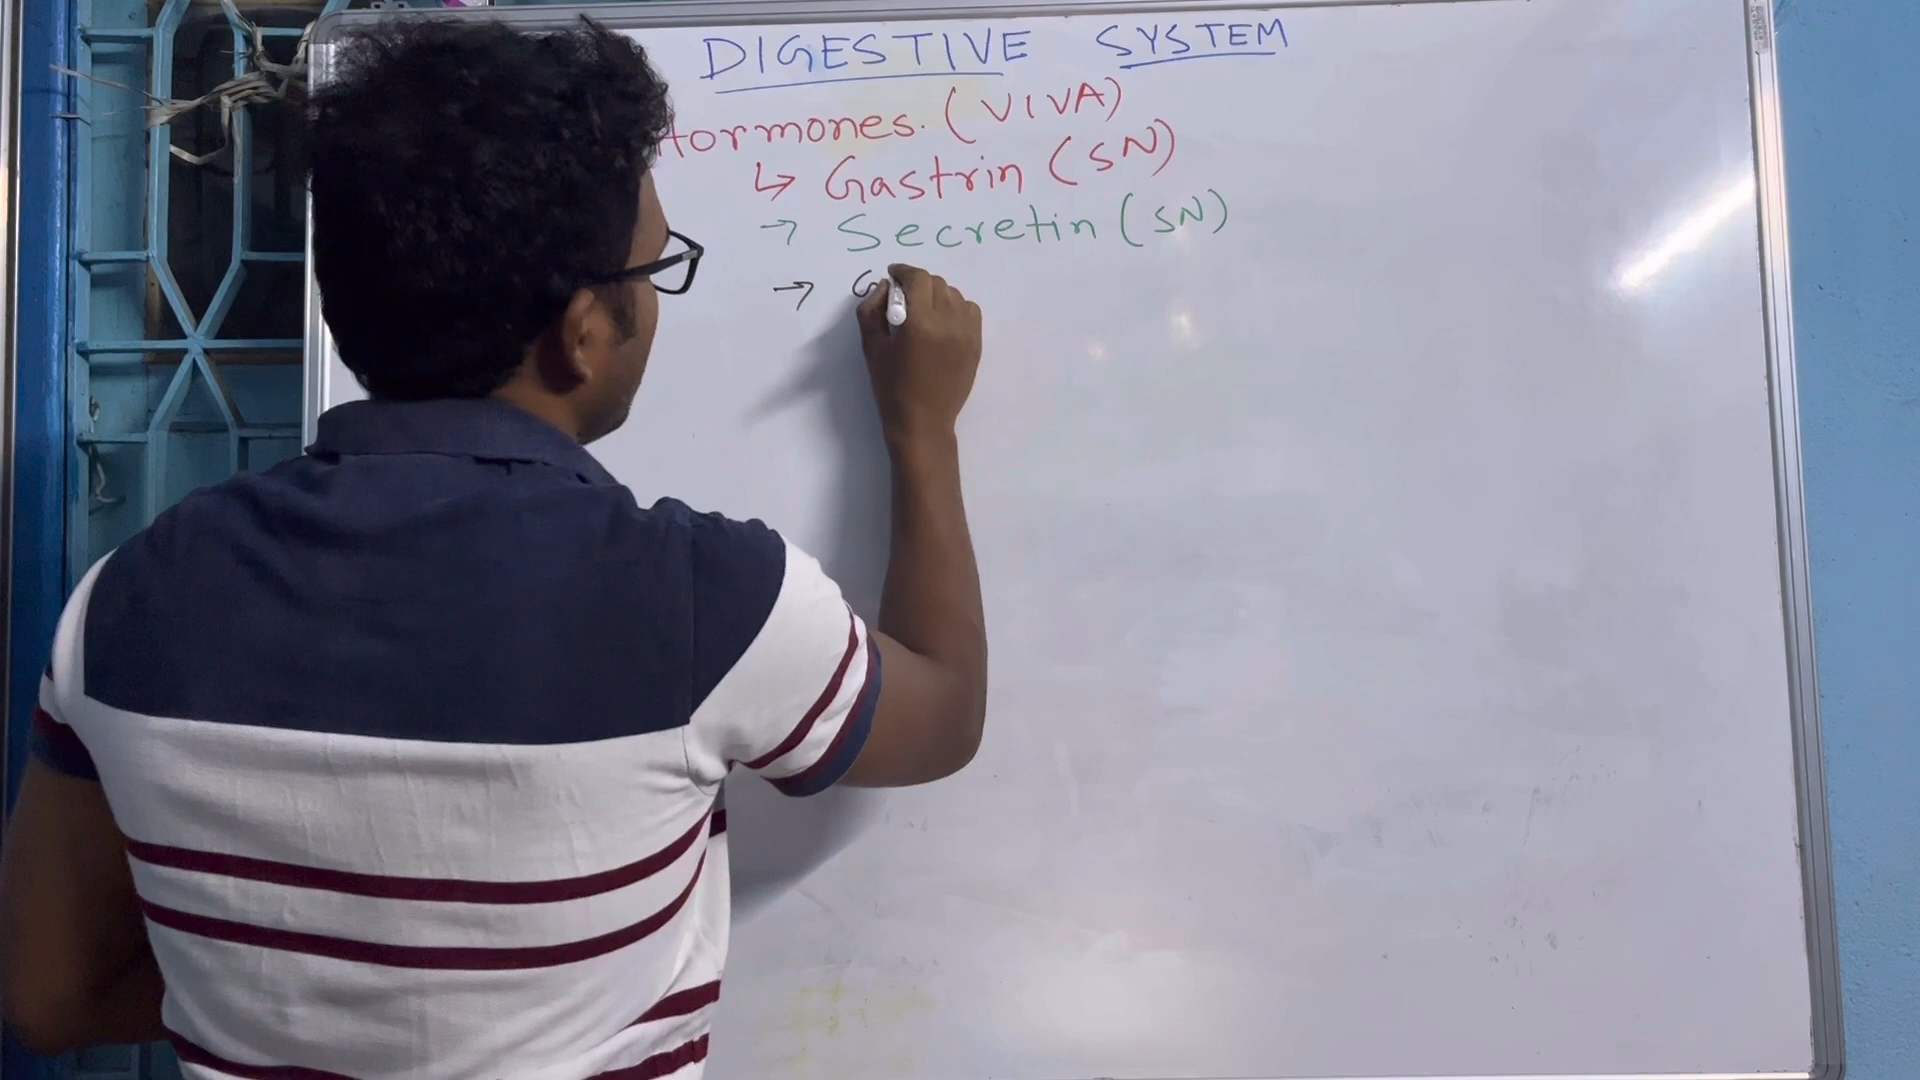 DIGESTIVE SYSTEM
Hormones. (VIVA)
↳ Gastrin (SN)
→ Secretin (SN)
→ G